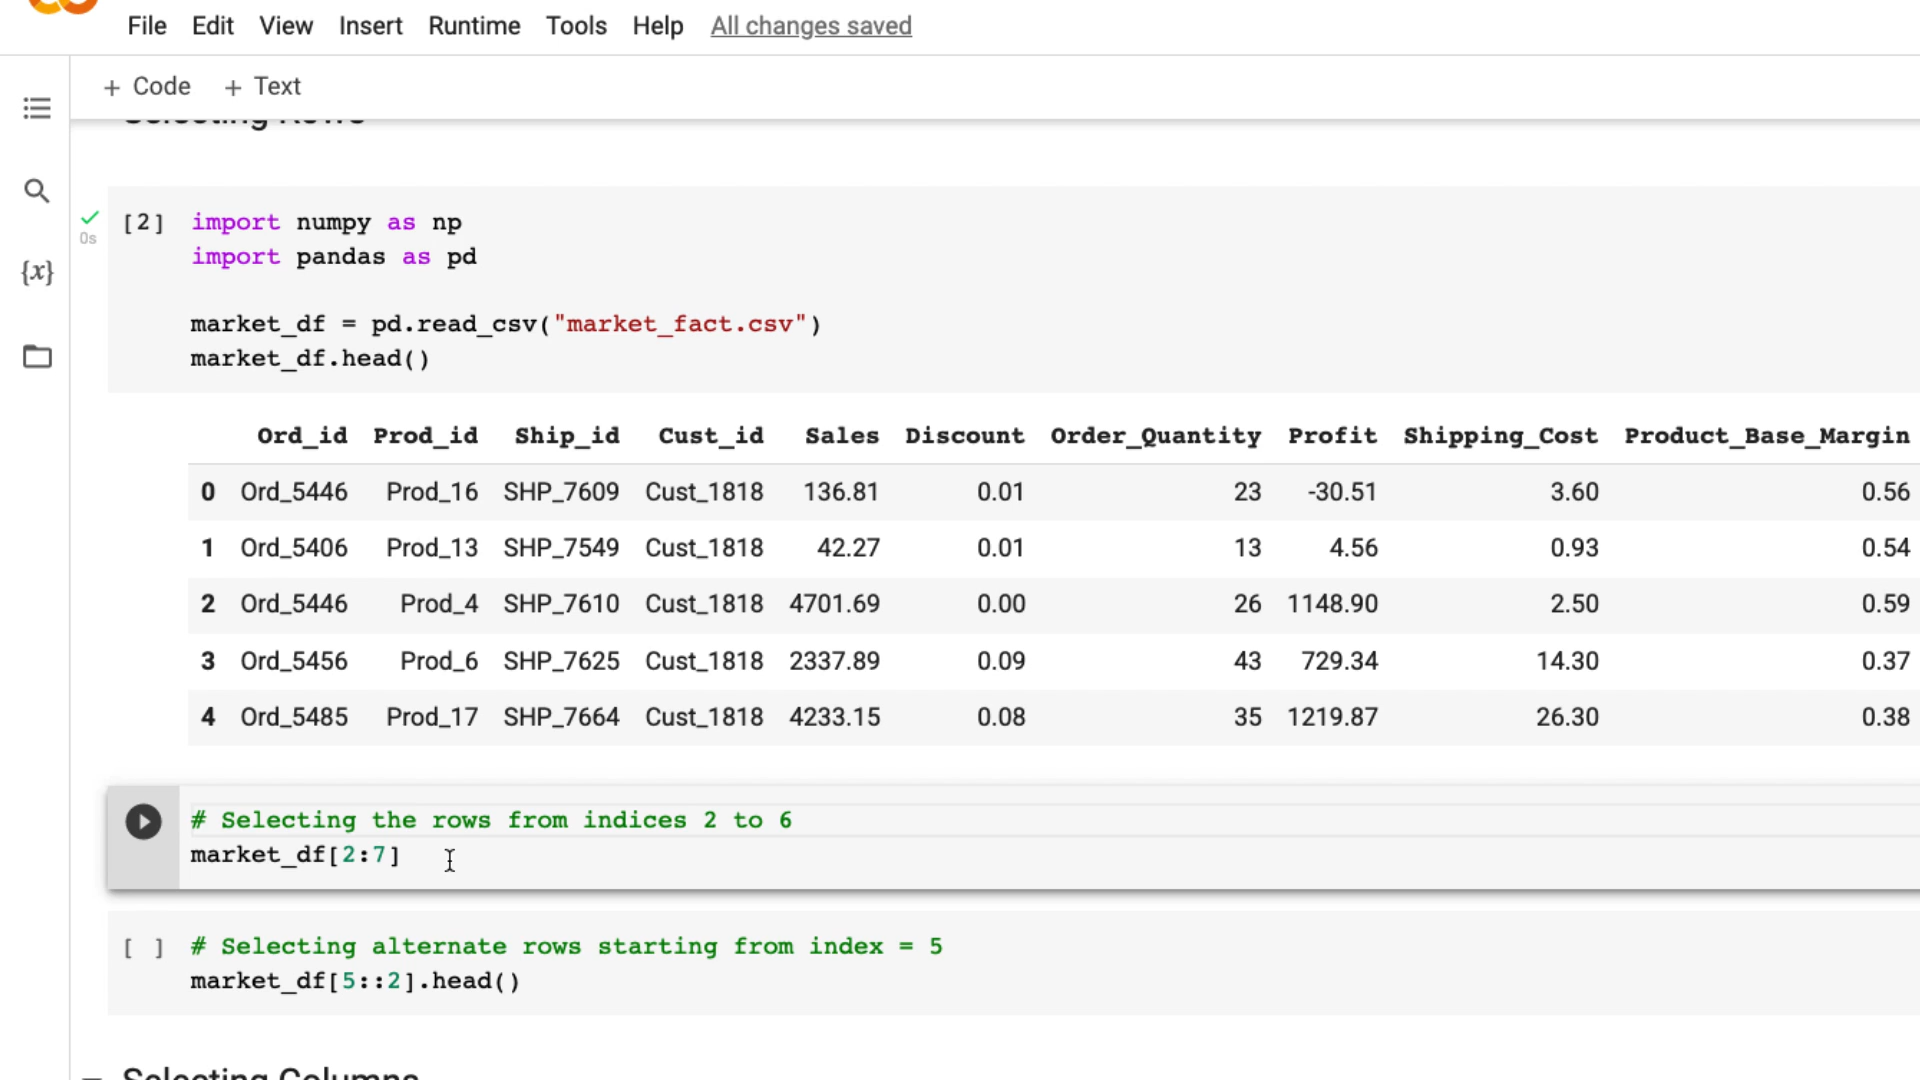 File Edit View Insert Runtime Tools Help All changes saved
+ Code + Text
Selecting Rows
0s
[2] import numpy as np
import pandas as pd
{x}
market_df = pd.read_csv("market_fact.csv")
market_df.head()
Ord_id Prod_id Ship_id Cust_id Sales Discount Order_Quantity Profit Shipping_Cost Product_Base_Margin
0 Ord_5446 Prod_16 SHP_7609 Cust_1818 136.81 0.01 23 -30.51 3.60 0.56
1 Ord_5406 Prod_13 SHP_7549 Cust_1818 42.27 0.01 13 4.56 0.93 0.54
2 Ord_5446 Prod_4 SHP_7610 Cust_1818 4701.69 0.00 26 1148.90 2.50 0.59
3 Ord_5456 Prod_6 SHP_7625 Cust_1818 2337.89 0.09 43 729.34 14.30 0.37
4 Ord_5485 Prod_17 SHP_7664 Cust_1818 4233.15 0.08 35 1219.87 26.30 0.38
# Selecting the rows from indices 2 to 6
market_df[2:7]
[ ] # Selecting alternate rows starting from index = 5
market_df[5::2].head()
Selecting Columns